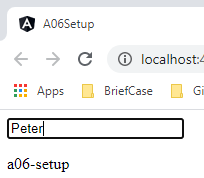 A06Setup
localhost:4
Apps BriefCase Gi
Peter
a06-setup